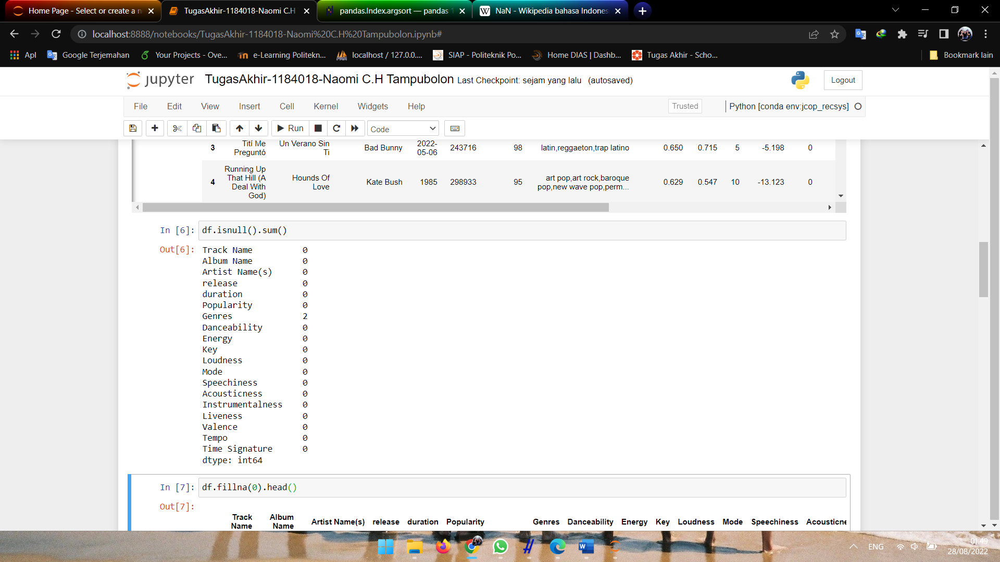 Home Page - Select or create a n
TugasAkhir-1184018-Naomi C.H
pandas.Index.argsort — pandas 1
NaN - Wikipedia bahasa Indones
localhost:8888/notebooks/TugasAkhir-1184018-Naomi%20C.H%20Tampubolon.ipynb#
Apl
Google Terjemahan
Your Projects - Ove...
e-Learning Politekn...
localhost / 127.0.0....
SIAP - Politeknik Po...
Home DIAS | Dashb...
Tugas Akhir - Scho...
Bookmark lain
jupyter TugasAkhir-1184018-Naomi C.H Tampubolon Last Checkpoint: sejam yang lalu (autosaved)
Logout
File Edit View Insert Cell Kernel Widgets Help
Trusted
Python [conda env:jcop_recsys]
Run
Code
3 Tití Me Preguntó Un Verano Sin Ti Bad Bunny 2022-05-06 243716 98 latin,reggaeton,trap latino 0.650 0.715 5 -5.198 0
4 Running Up That Hill (A Deal With God) Hounds Of Love Kate Bush 1985 298933 95 art pop,art rock,baroque pop,new wave pop,perm... 0.629 0.547 10 -13.123 0
In [6]: df.isnull().sum()
Out[6]: Track Name 0
Album Name 0
Artist Name(s) 0
release 0
duration 0
Popularity 0
Genres 2
Danceability 0
Energy 0
Key 0
Loudness 0
Mode 0
Speechiness 0
Acousticness 0
Instrumentalness 0
Liveness 0
Valence 0
Tempo 0
Time Signature 0
dtype: int64
In [7]: df.fillna(0).head()
Out[7]:
Track Name Album Name Artist Name(s) release duration Popularity Genres Danceability Energy Key Loudness Mode Speechiness Acousticne
ENG
01.49
28/08/2022